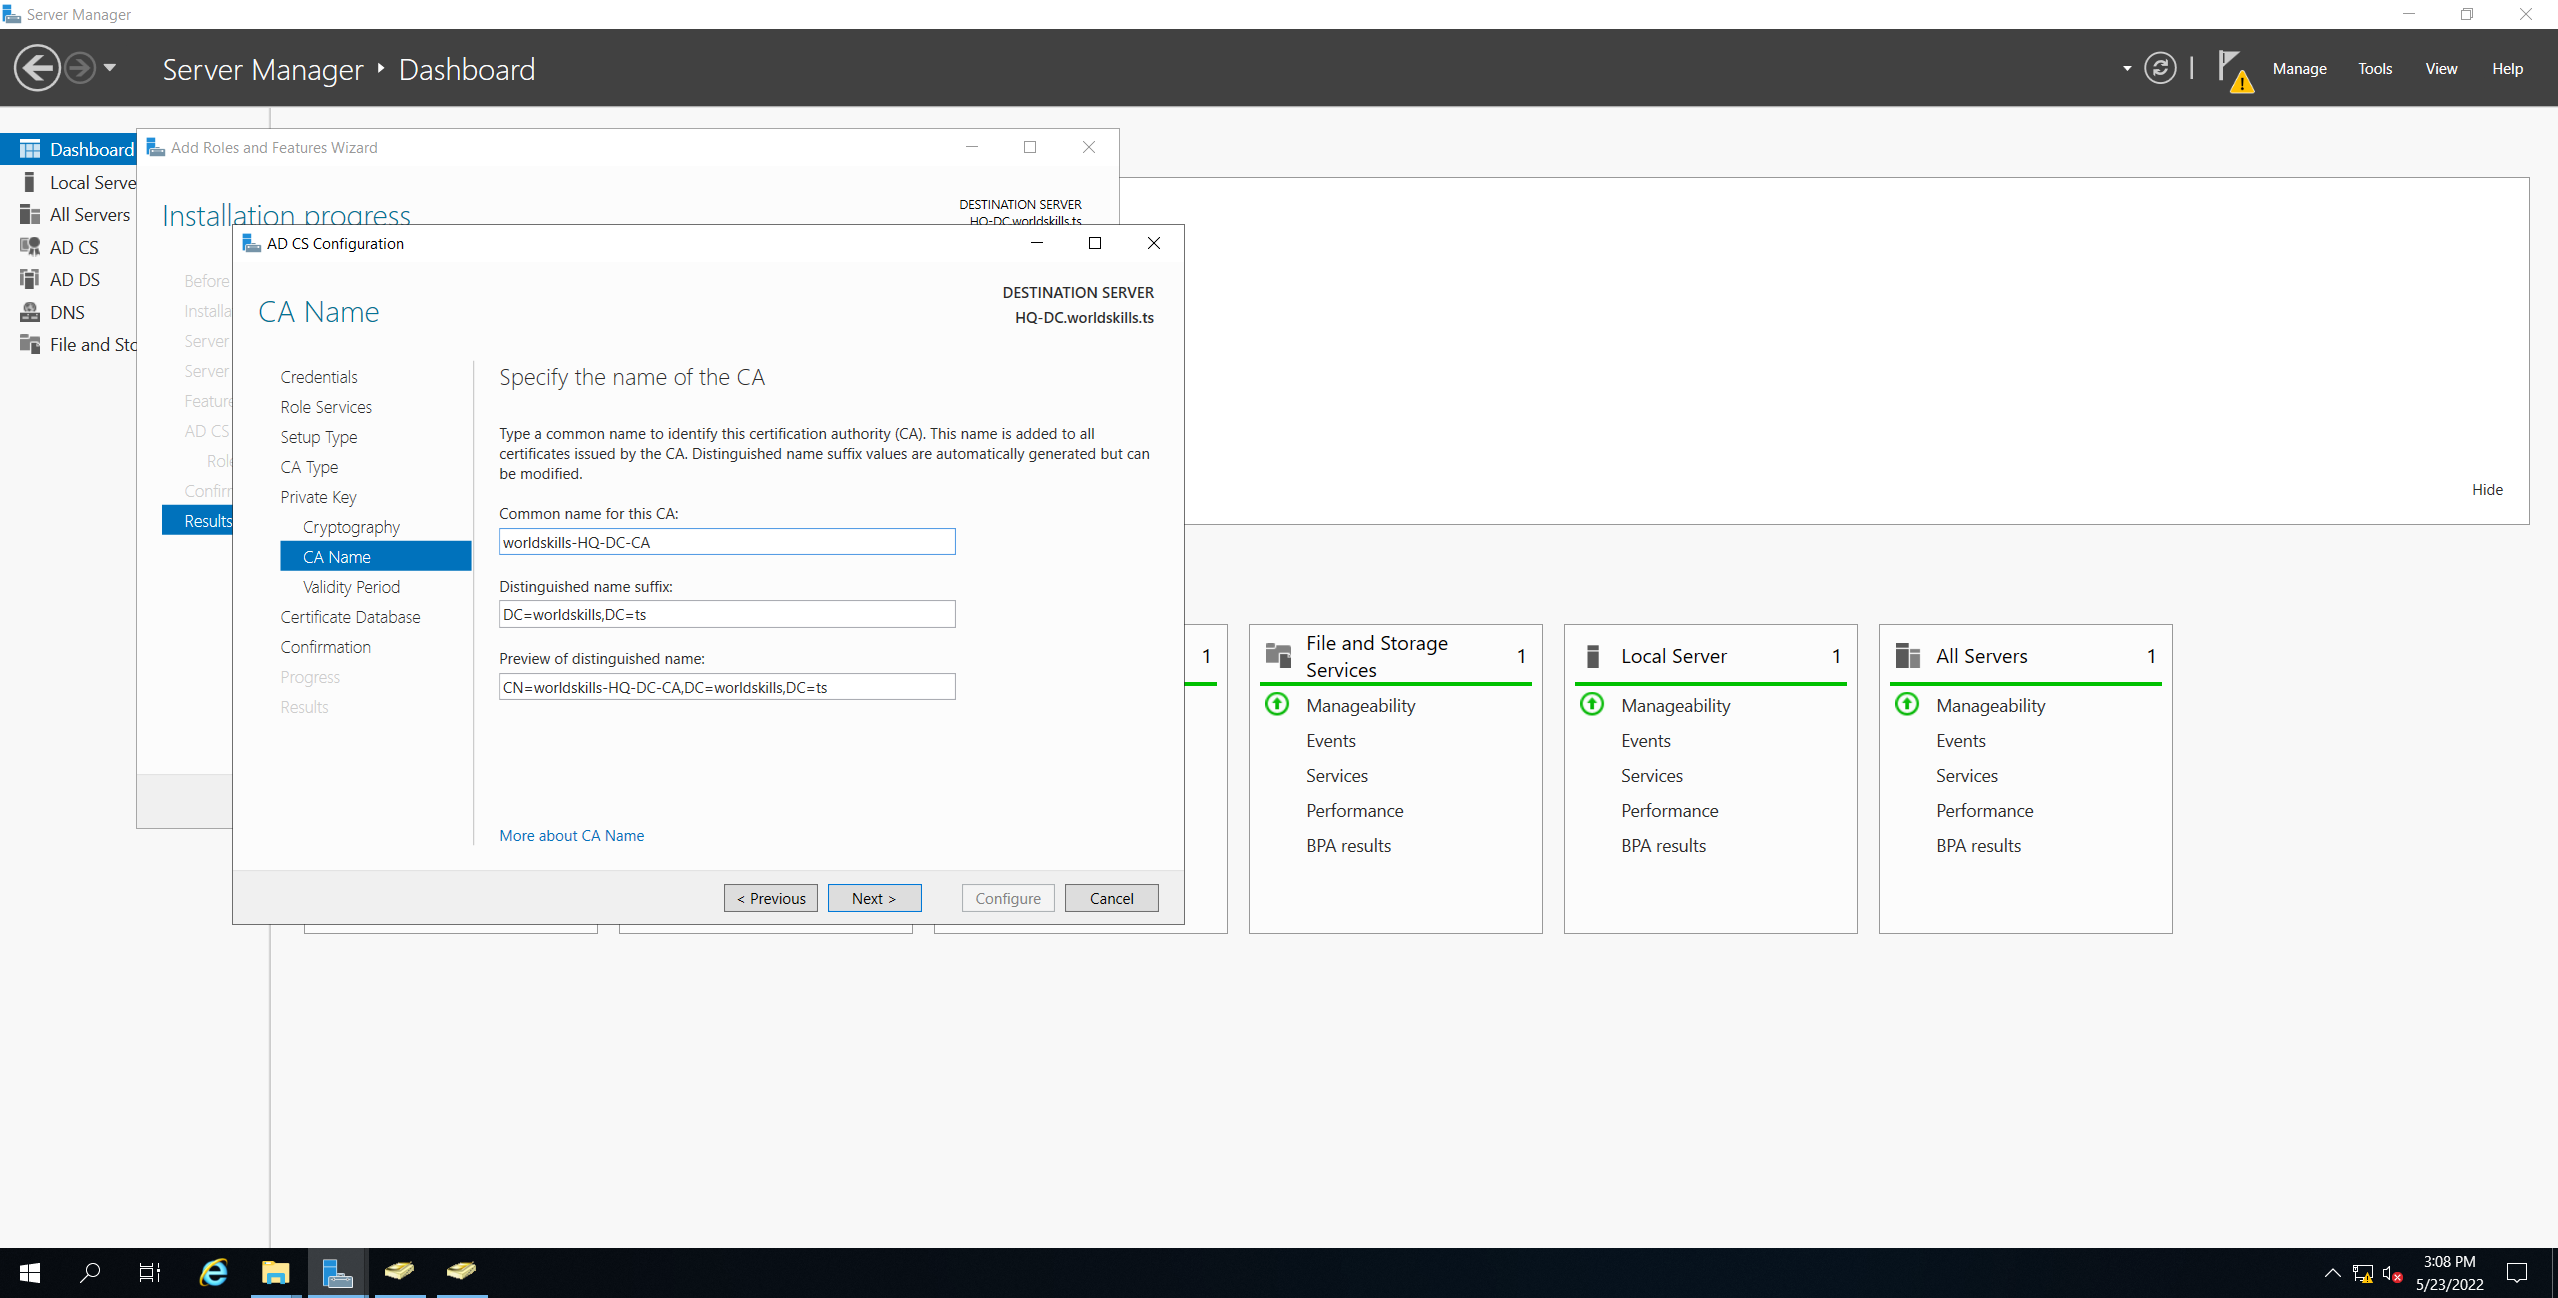 Server Manager
Server Manager ‣ Dashboard
Manage
Tools
View
Help
Dashboard
Local Serve
All Servers
AD CS
AD DS
DNS
File and Sto
Add Roles and Features Wizard
Installation progress
DESTINATION SERVER
HQ-DC.worldskills.ts
Before
Installa
Server
Server
Feature
AD CS
Role
Confirm
Results
AD CS Configuration
CA Name
DESTINATION SERVER
HQ-DC.worldskills.ts
Credentials
Role Services
Setup Type
CA Type
Private Key
Cryptography
CA Name
Validity Period
Certificate Database
Confirmation
Progress
Results
Specify the name of the CA
Type a common name to identify this certification authority (CA). This name is added to all
certificates issued by the CA. Distinguished name suffix values are automatically generated but can
be modified.
Common name for this CA:
worldskills-HQ-DC-CA
Distinguished name suffix:
DC=worldskills,DC=ts
Preview of distinguished name:
CN=worldskills-HQ-DC-CA,DC=worldskills,DC=ts
More about CA Name
< Previous
Next >
Configure
Cancel
Hide
1
File and Storage
Services
1
Manageability
Events
Services
Performance
BPA results
Local Server
1
Manageability
Events
Services
Performance
BPA results
All Servers
1
Manageability
Events
Services
Performance
BPA results
3:08 PM
5/23/2022